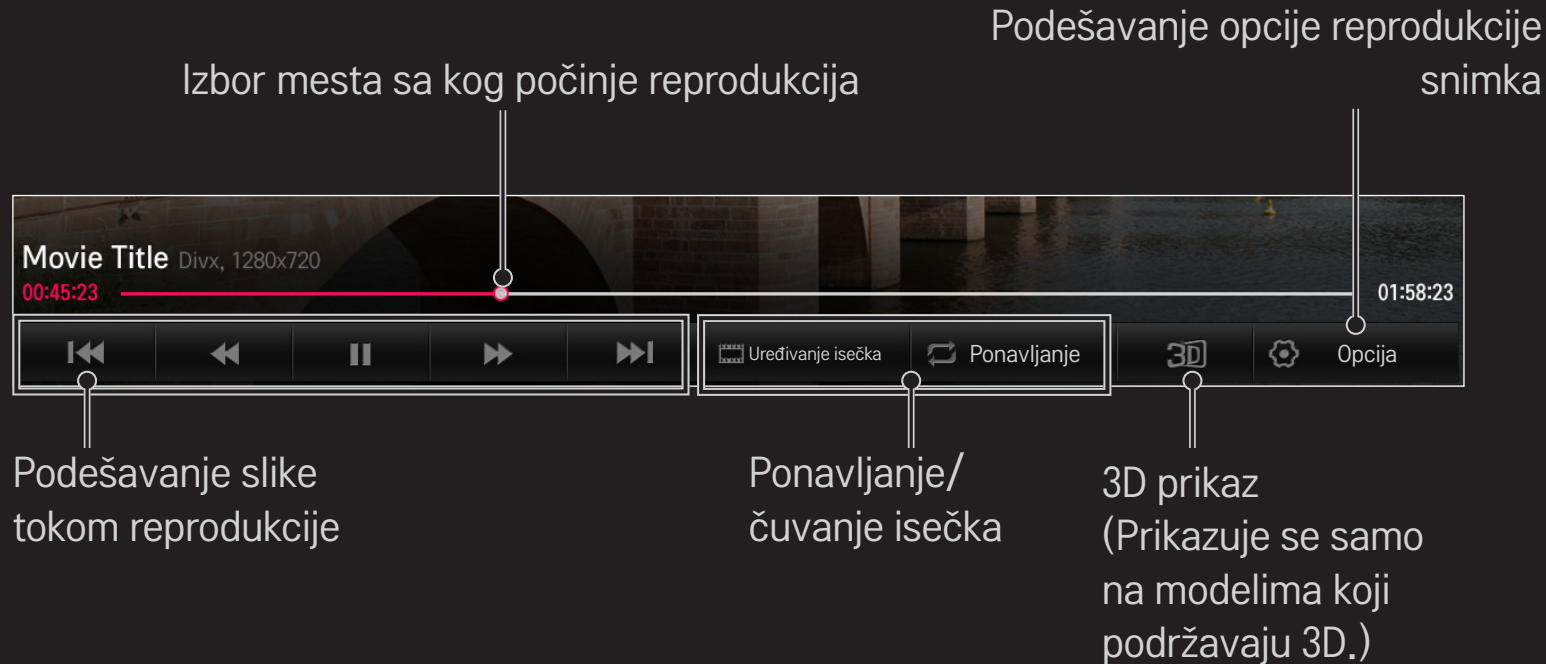 Podešavanje opcije reprodukcije
snimka
Izbor mesta sa kog počinje reprodukcija
Movie Title Divx, 1280x720
00:45:23
01:58:23
Uređivanje isečka
Ponavljanje
3D
Opcija
Podešavanje slike
tokom reprodukcije
Ponavljanje/
čuvanje isečka
3D prikaz
(Prikazuje se samo
na modelima koji
podržavaju 3D.)